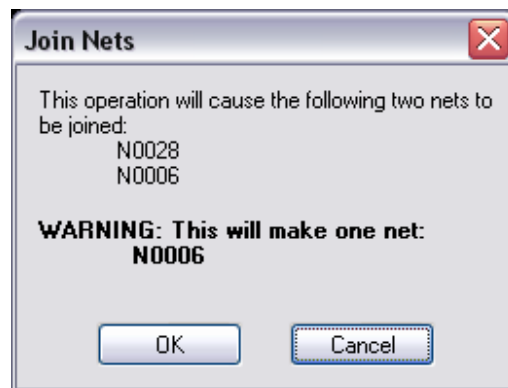 Join Nets
This operation will cause the following two nets to
be joined:
N0028
N0006
WARNING: This will make one net:
N0006
OK
Cancel